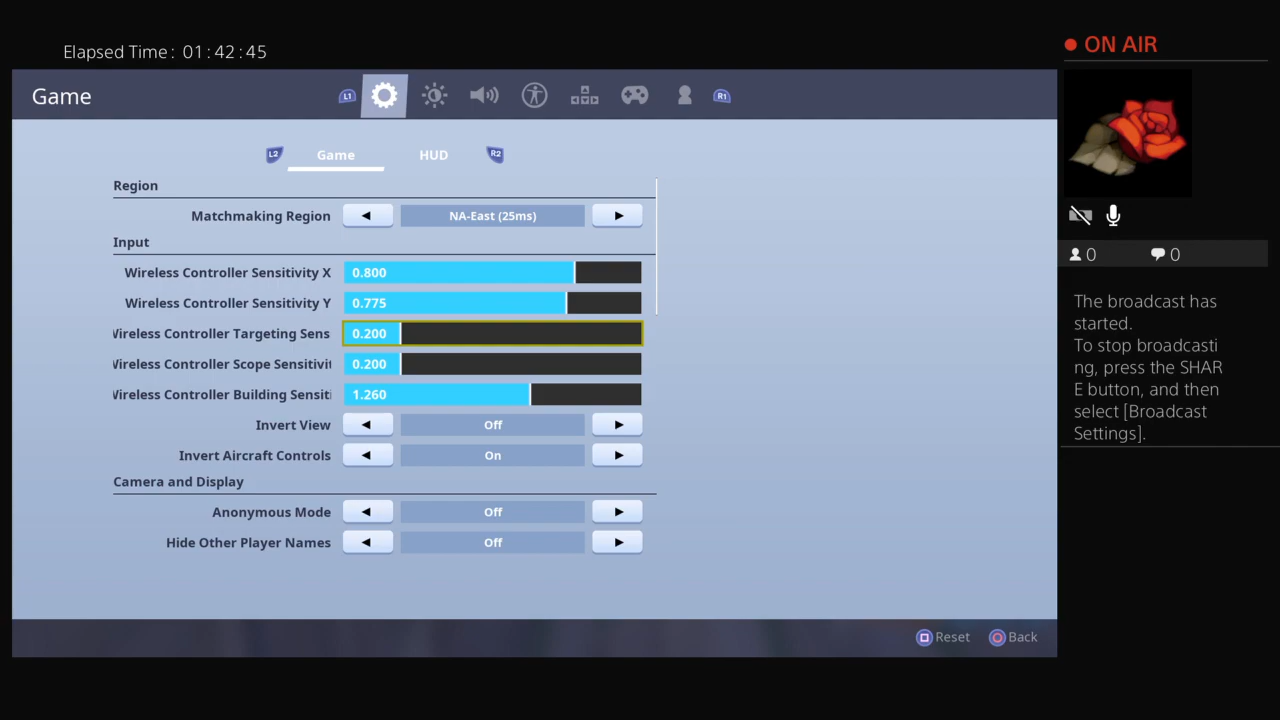 Elapsed Time: 01:42:45
ON AIR
Game
L1
R1
L2
Game
HUD
R2
Region
Matchmaking Region
NA-East (25ms)
Input
Wireless Controller Sensitivity X
0.800
Wireless Controller Sensitivity Y
0.775
Wireless Controller Targeting Sens
0.200
Wireless Controller Scope Sensitivit
0.200
Wireless Controller Building Sensiti
1.260
Invert View
Off
Invert Aircraft Controls
On
Camera and Display
Anonymous Mode
Off
Hide Other Player Names
Off
Reset
Back
0
0
The broadcast has
started.
To stop broadcasti
ng, press the SHAR
E button, and then
select [Broadcast
Settings].